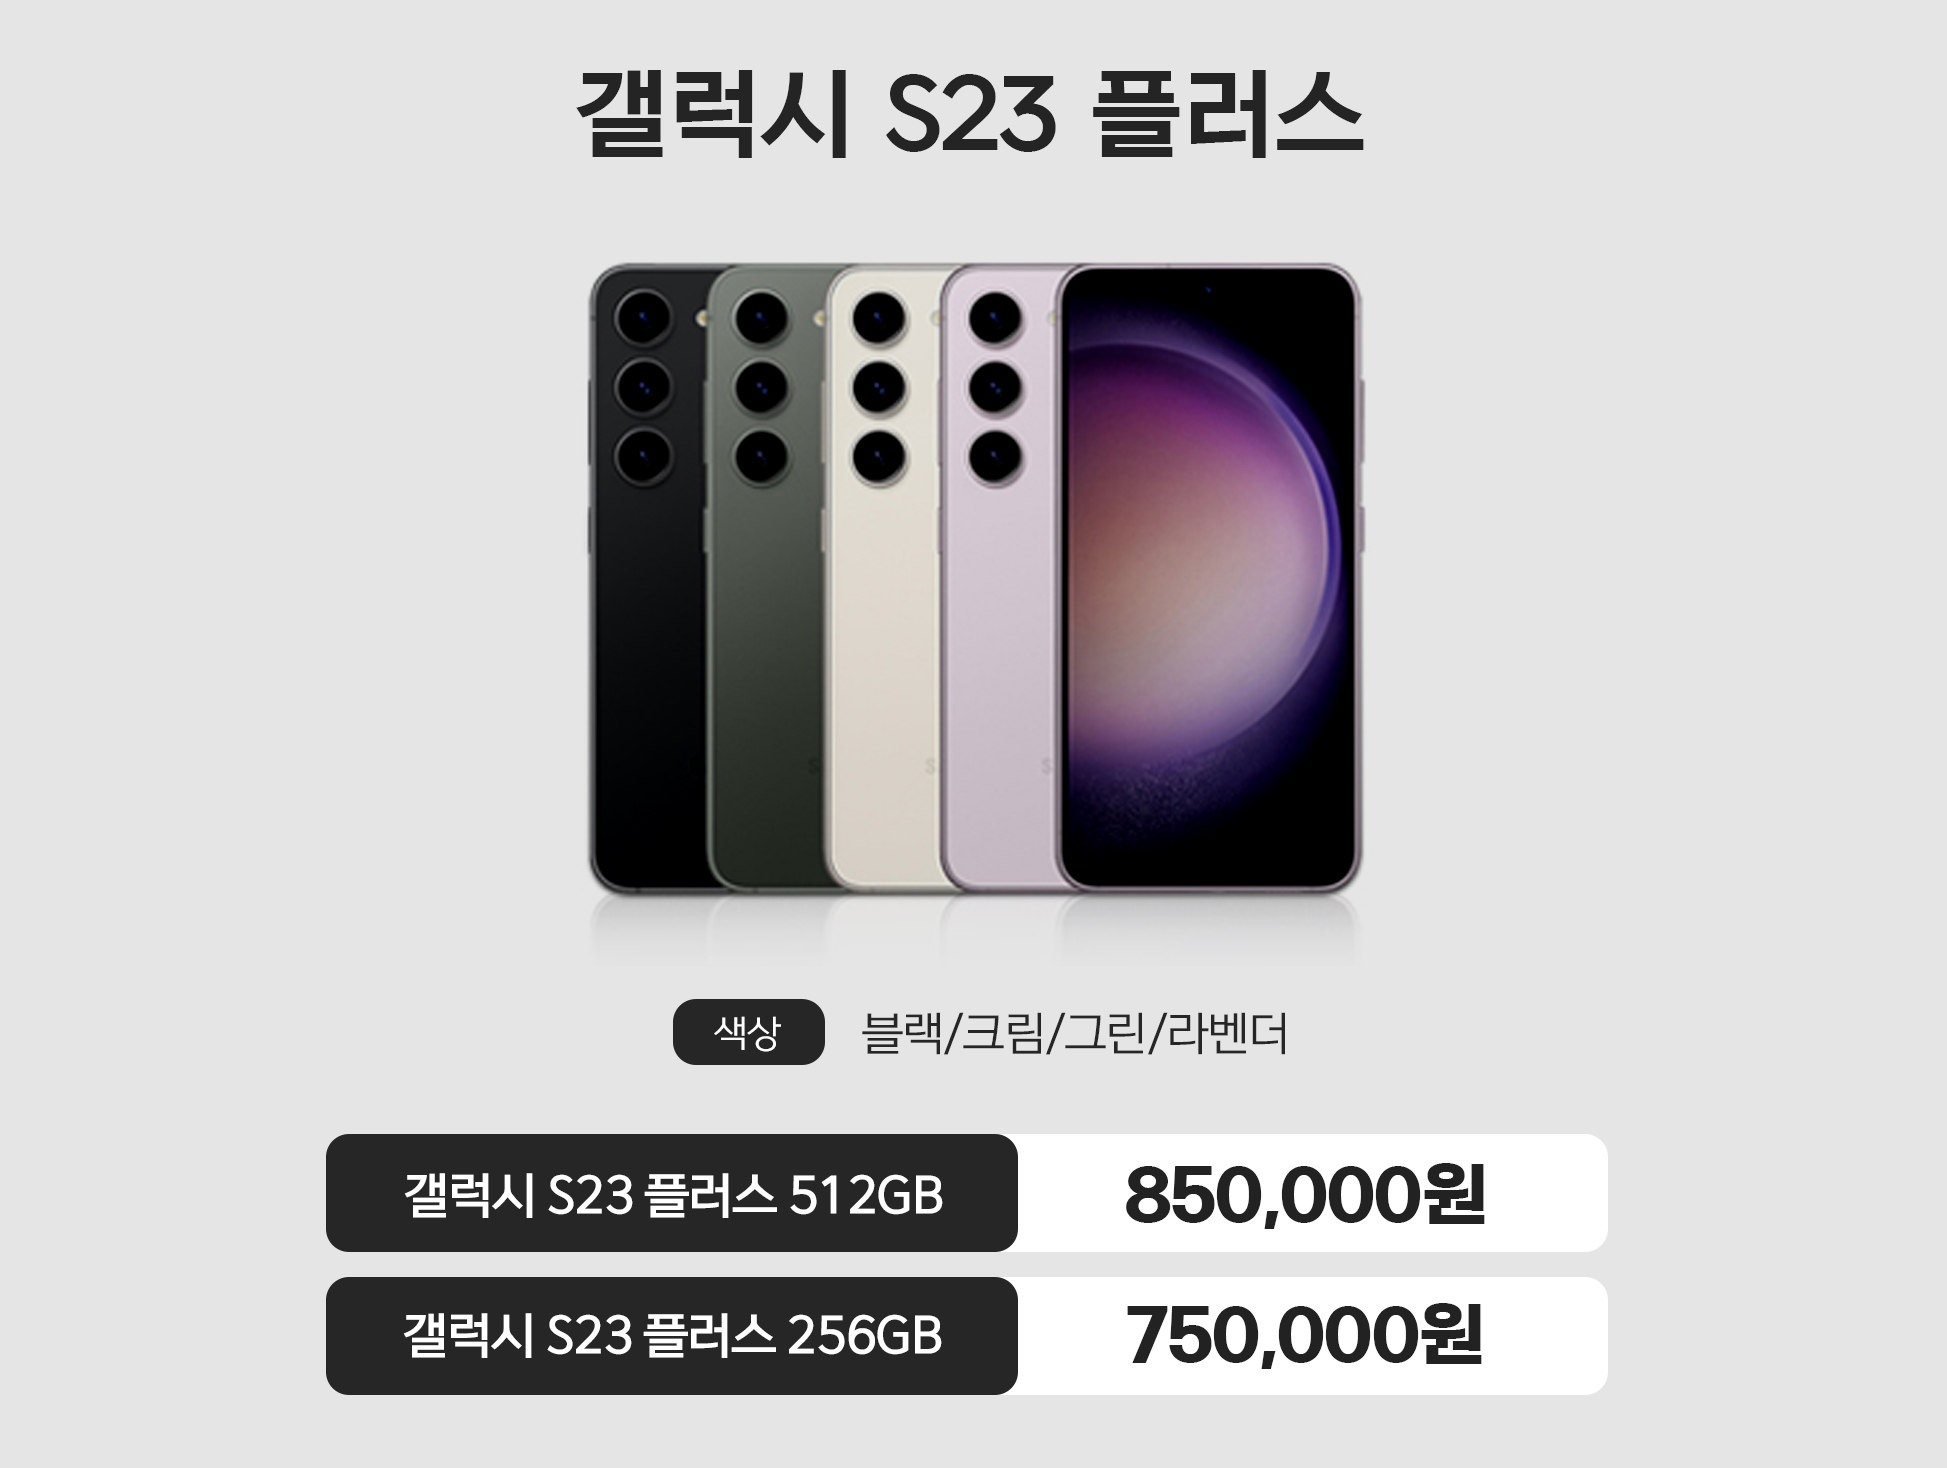 갤럭시 S23 플러스
색상 블랙/크림/그린/라벤더
갤럭시 S23 플러스 512GB 850,000원
갤럭시 S23 플러스 256GB 750,000원